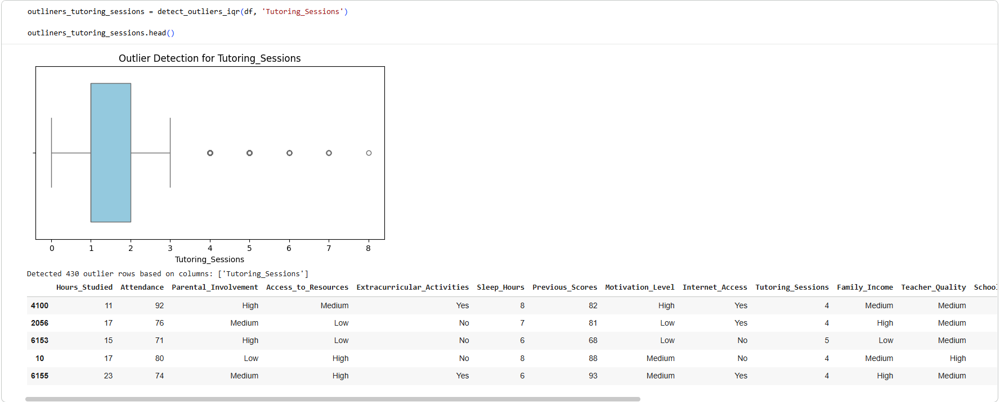 outliners_tutoring_sessions = detect_outliers_iqr(df, 'Tutoring_Sessions')
outliners_tutoring_sessions.head()
Outlier Detection for Tutoring_Sessions
0 1 2 3 4 5 6 7 8
Tutoring_Sessions
Detected 430 outlier rows based on columns: ['Tutoring_Sessions']
Hours_Studied Attendance Parental_Involvement Access_to_Resources Extracurricular_Activities Sleep_Hours Previous_Scores Motivation_Level Internet_Access Tutoring_Sessions Family_Income Teacher_Quality School
4100 11 92 High Medium Yes 8 82 High Yes 4 Medium Medium
2056 17 76 Medium Low No 7 81 Low Yes 4 High Medium
6153 15 71 High Low No 6 68 Low No 5 Low Medium
10 17 80 Low High No 8 88 Medium No 4 Medium High
6155 23 74 Medium High Yes 6 93 Medium Yes 4 High Medium